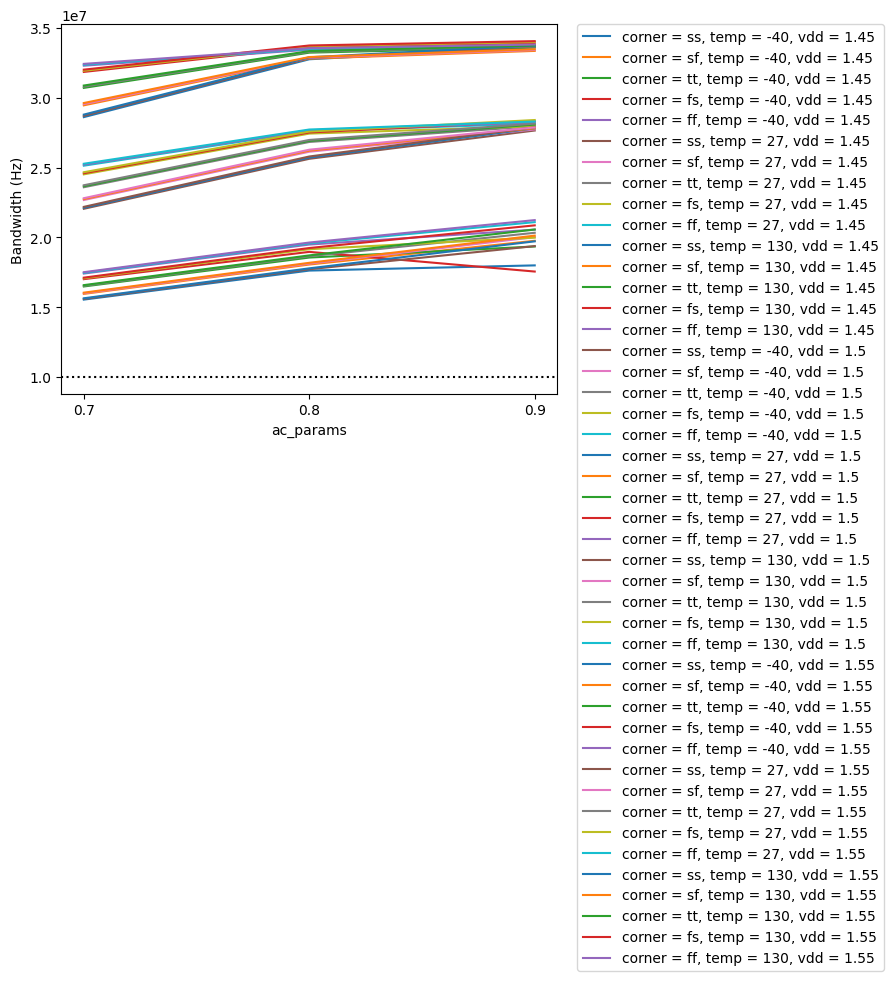 1e7
3.5
3.0
2.5
2.0
1.5
1.0
Bandwidth (Hz)
0.7 0.8 0.9
ac_params
corner = ss, temp = -40, vdd = 1.45
corner = sf, temp = -40, vdd = 1.45
corner = tt, temp = -40, vdd = 1.45
corner = fs, temp = -40, vdd = 1.45
corner = ff, temp = -40, vdd = 1.45
corner = ss, temp = 27, vdd = 1.45
corner = sf, temp = 27, vdd = 1.45
corner = tt, temp = 27, vdd = 1.45
corner = fs, temp = 27, vdd = 1.45
corner = ff, temp = 27, vdd = 1.45
corner = ss, temp = 130, vdd = 1.45
corner = sf, temp = 130, vdd = 1.45
corner = tt, temp = 130, vdd = 1.45
corner = fs, temp = 130, vdd = 1.45
corner = ff, temp = 130, vdd = 1.45
corner = ss, temp = -40, vdd = 1.5
corner = sf, temp = -40, vdd = 1.5
corner = tt, temp = -40, vdd = 1.5
corner = fs, temp = -40, vdd = 1.5
corner = ff, temp = -40, vdd = 1.5
corner = ss, temp = 27, vdd = 1.5
corner = sf, temp = 27, vdd = 1.5
corner = tt, temp = 27, vdd = 1.5
corner = fs, temp = 27, vdd = 1.5
corner = ff, temp = 27, vdd = 1.5
corner = ss, temp = 130, vdd = 1.5
corner = sf, temp = 130, vdd = 1.5
corner = tt, temp = 130, vdd = 1.5
corner = fs, temp = 130, vdd = 1.5
corner = ff, temp = 130, vdd = 1.5
corner = ss, temp = -40, vdd = 1.55
corner = sf, temp = -40, vdd = 1.55
corner = tt, temp = -40, vdd = 1.55
corner = fs, temp = -40, vdd = 1.55
corner = ff, temp = -40, vdd = 1.55
corner = ss, temp = 27, vdd = 1.55
corner = sf, temp = 27, vdd = 1.55
corner = tt, temp = 27, vdd = 1.55
corner = fs, temp = 27, vdd = 1.55
corner = ff, temp = 27, vdd = 1.55
corner = ss, temp = 130, vdd = 1.55
corner = sf, temp = 130, vdd = 1.55
corner = tt, temp = 130, vdd = 1.55
corner = fs, temp = 130, vdd = 1.55
corner = ff, temp = 130, vdd = 1.55